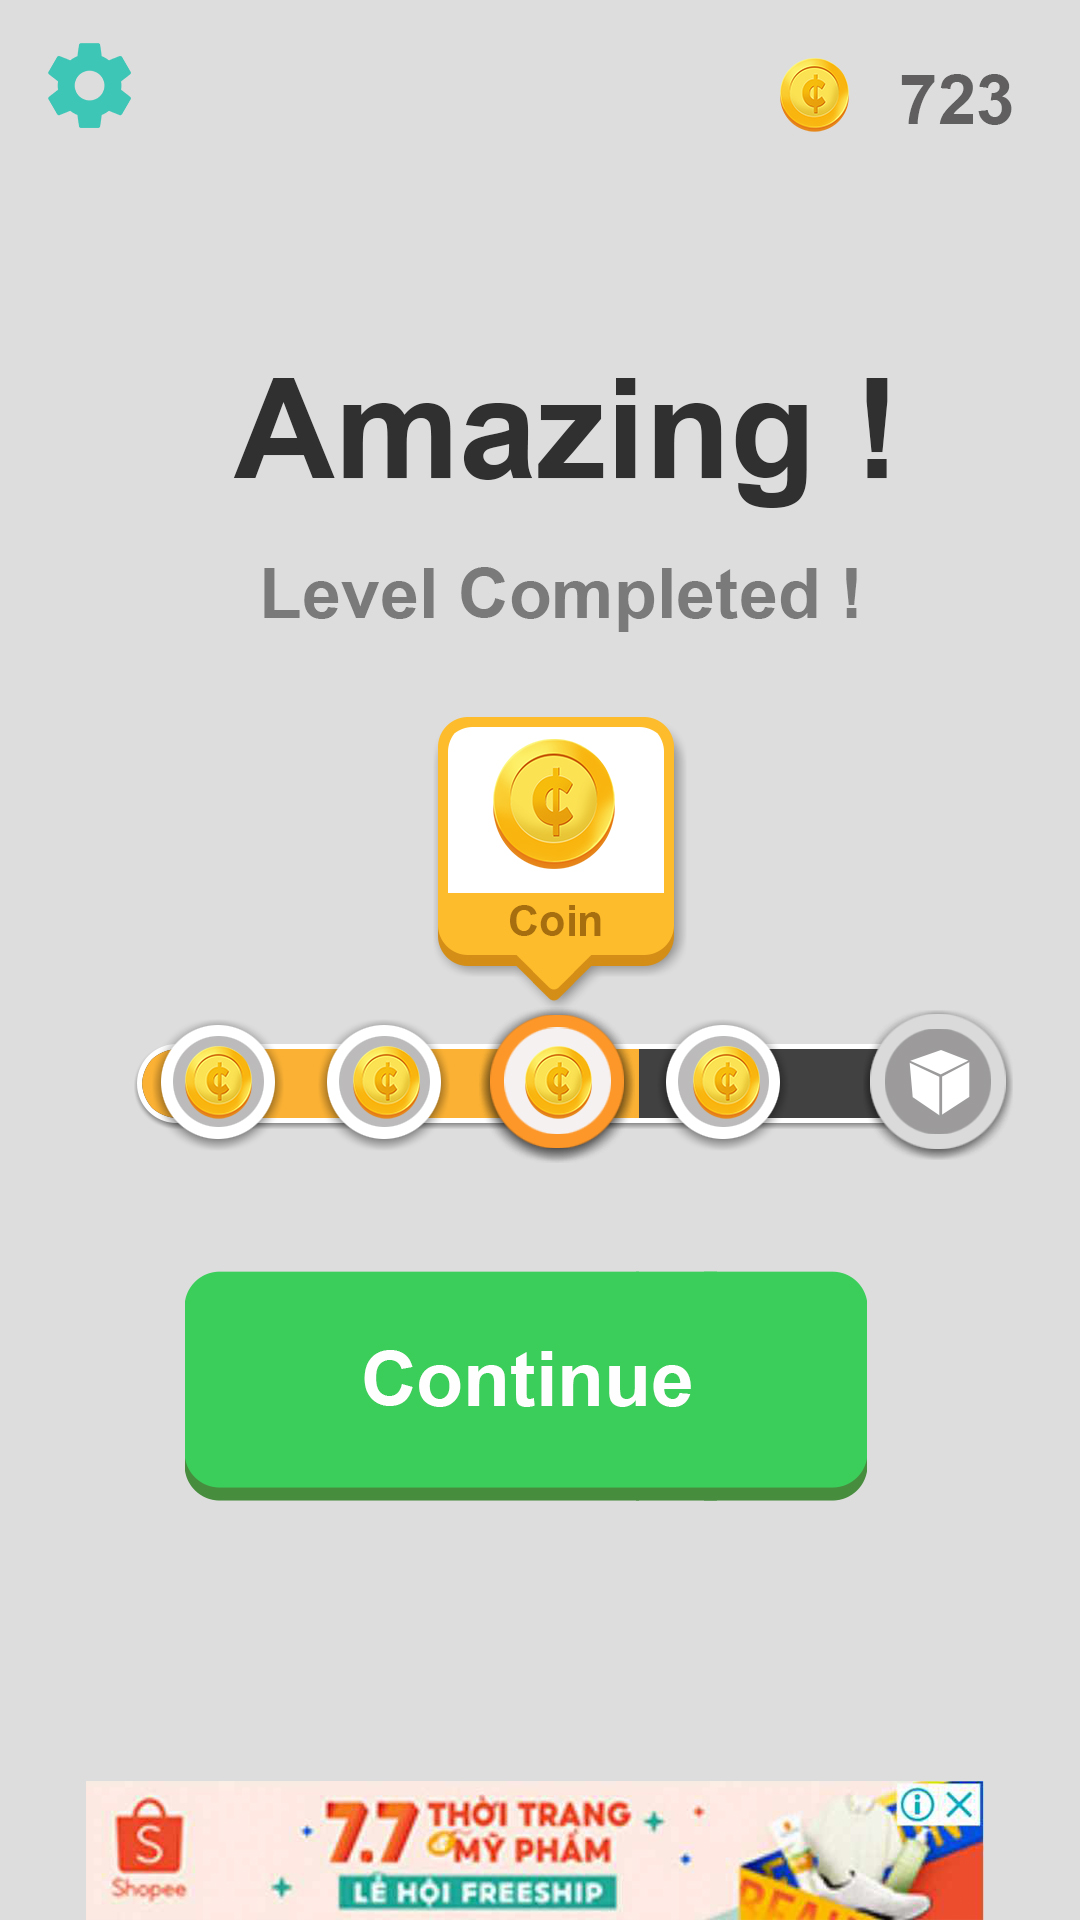 723
Amazing !
Level Completed !
Coin
Continue
Shopee
7.7 THỜI TRANG
& MỸ PHẨM
LỄ HỘI FREESHIP